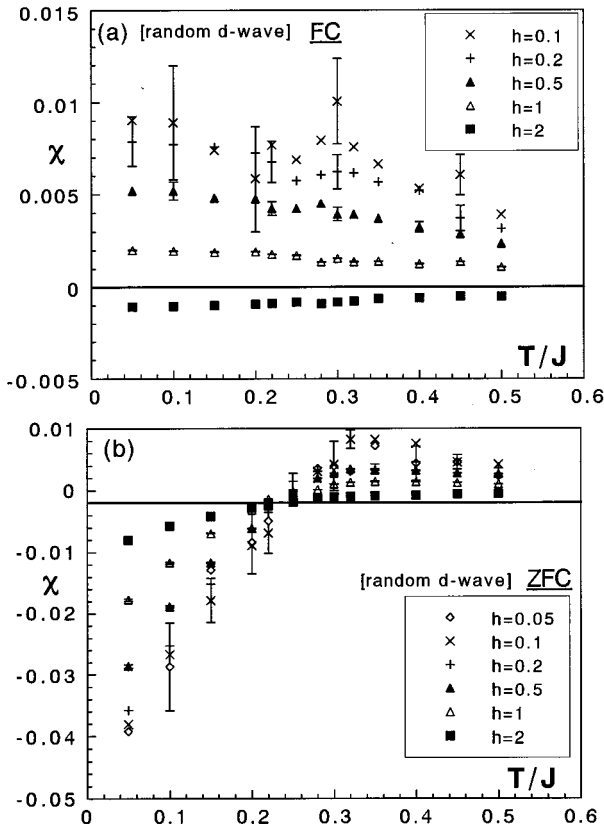 (a) [random d-wave] FC
h=0.1
h=0.2
h=0.5
h=1
h=2
0.015
0.01
χ
0.005
0
-0.005
T/J
0 0.1 0.2 0.3 0.4 0.5 0.6
(b)
0.01
0
-0.01
χ
-0.02
-0.03
-0.04
-0.05
[random d-wave] ZFC
h=0.05
h=0.1
h=0.2
h=0.5
h=1
h=2
T/J
0 0.1 0.2 0.3 0.4 0.5 0.6